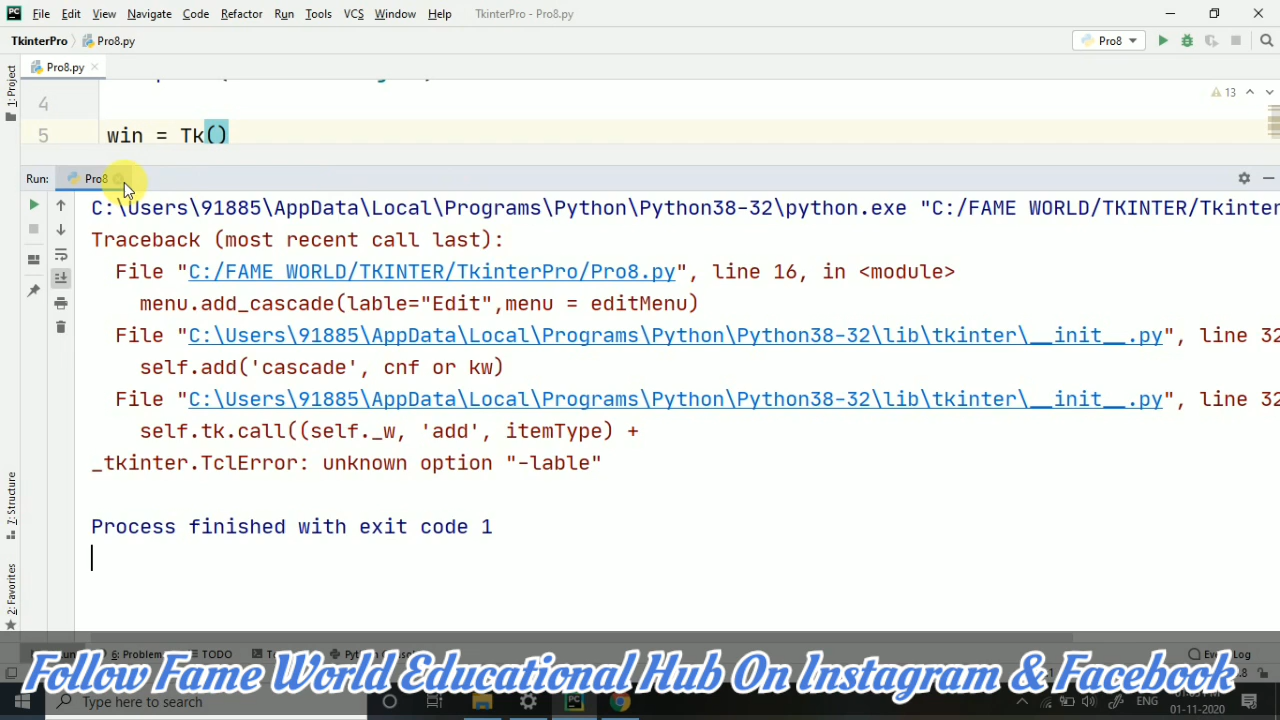 File Edit View Navigate Code Refactor Run Tools VCS Window Help TkinterPro - Pro8.py
TkinterPro Pro8.py Pro8
1: Project Pro8.py
4 13
5 win = Tk()
Run: Pro8
C:\Users\91885\AppData\Local\Programs\Python\Python38-32\python.exe "C:/FAME WORLD/TKINTER/Tkinter
Traceback (most recent call last):
File "C:/FAME WORLD/TKINTER/TkinterPro/Pro8.py", line 16, in <module>
menu.add_cascade(lable="Edit",menu = editMenu)
File "C:\Users\91885\AppData\Local\Programs\Python\Python38-32\lib\tkinter\__init__.py", line 32
self.add('cascade', cnf or kw)
File "C:\Users\91885\AppData\Local\Programs\Python\Python38-32\lib\tkinter\__init__.py", line 32
self.tk.call((self._w, 'add', itemType) +
_tkinter.TclError: unknown option "-lable"
Process finished with exit code 1
7: Structure
2: Favorites
6: Problem TODO
Follow Fame World Educational Hub On Instagram & Facebook
Type here to search ENG
01-11-2020